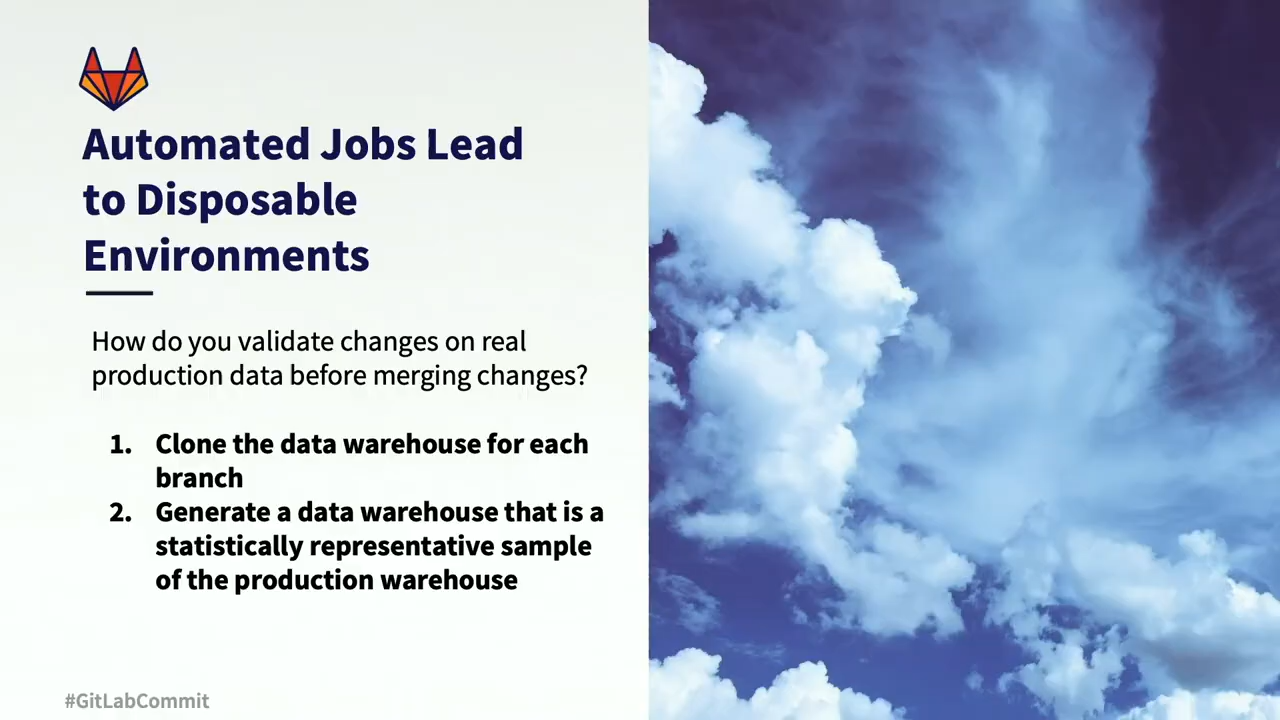 Automated Jobs Lead
to Disposable
Environments
How do you validate changes on real
production data before merging changes?
1. Clone the data warehouse for each
branch
2. Generate a data warehouse that is a
statistically representative sample
of the production warehouse
#GitLabCommit